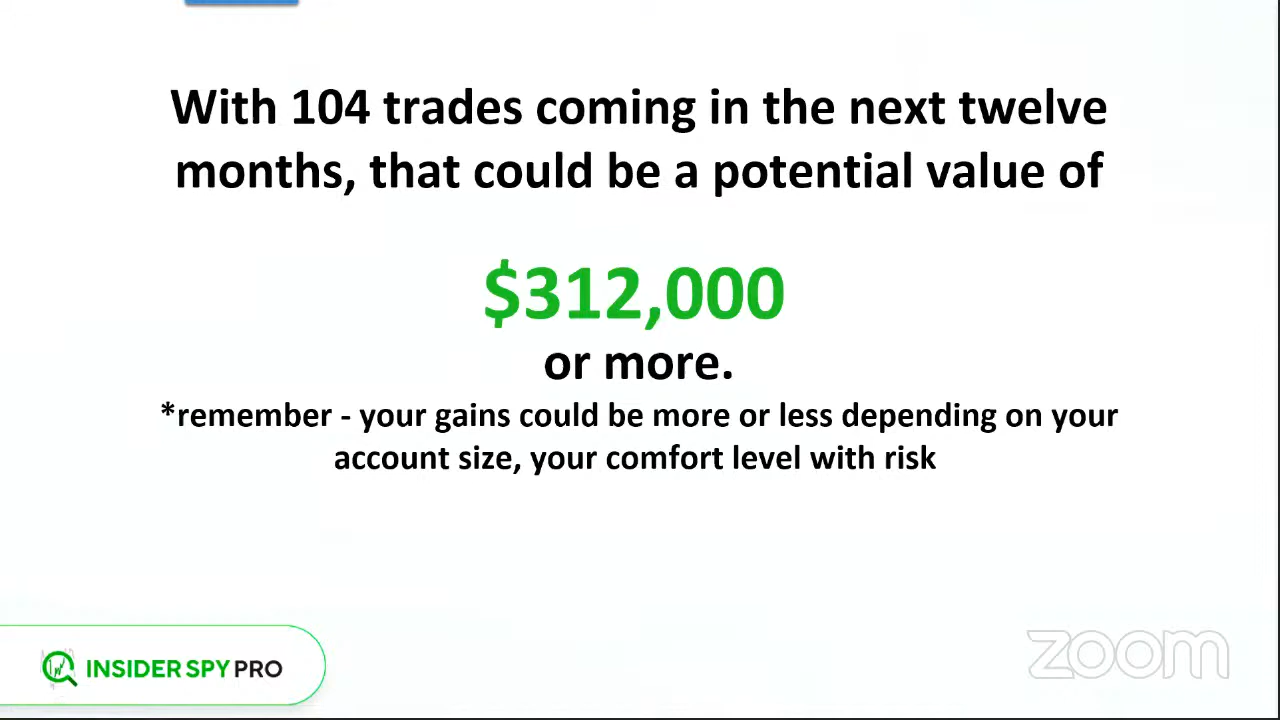 With 104 trades coming in the next twelve
months, that could be a potential value of
$312,000
or more.
*remember - your gains could be more or less depending on your
account size, your comfort level with risk
INSIDER SPY PRO
zoom